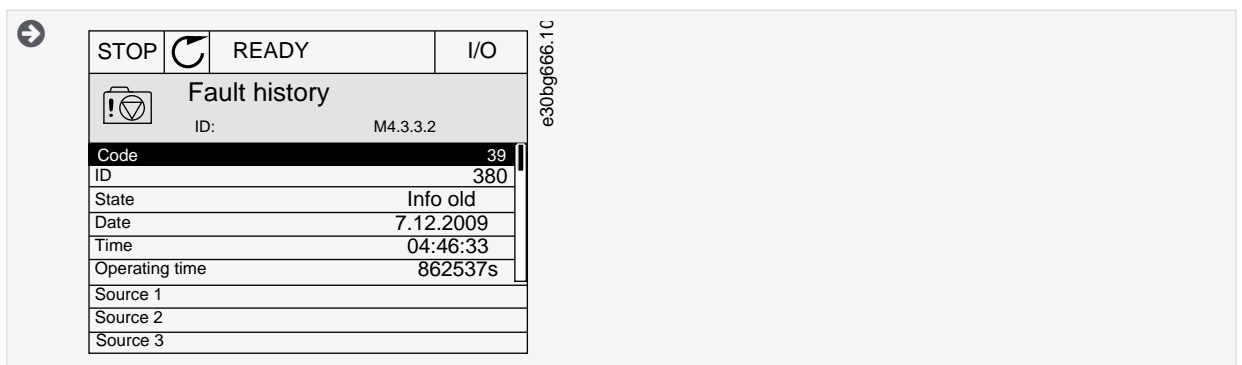 STOP READY I/O
Fault history
ID: M4.3.3.2
Code 39
ID 380
State Info old
Date 7.12.2009
Time 04:46:33
Operating time 862537s
Source 1
Source 2
Source 3
e30bg666.10